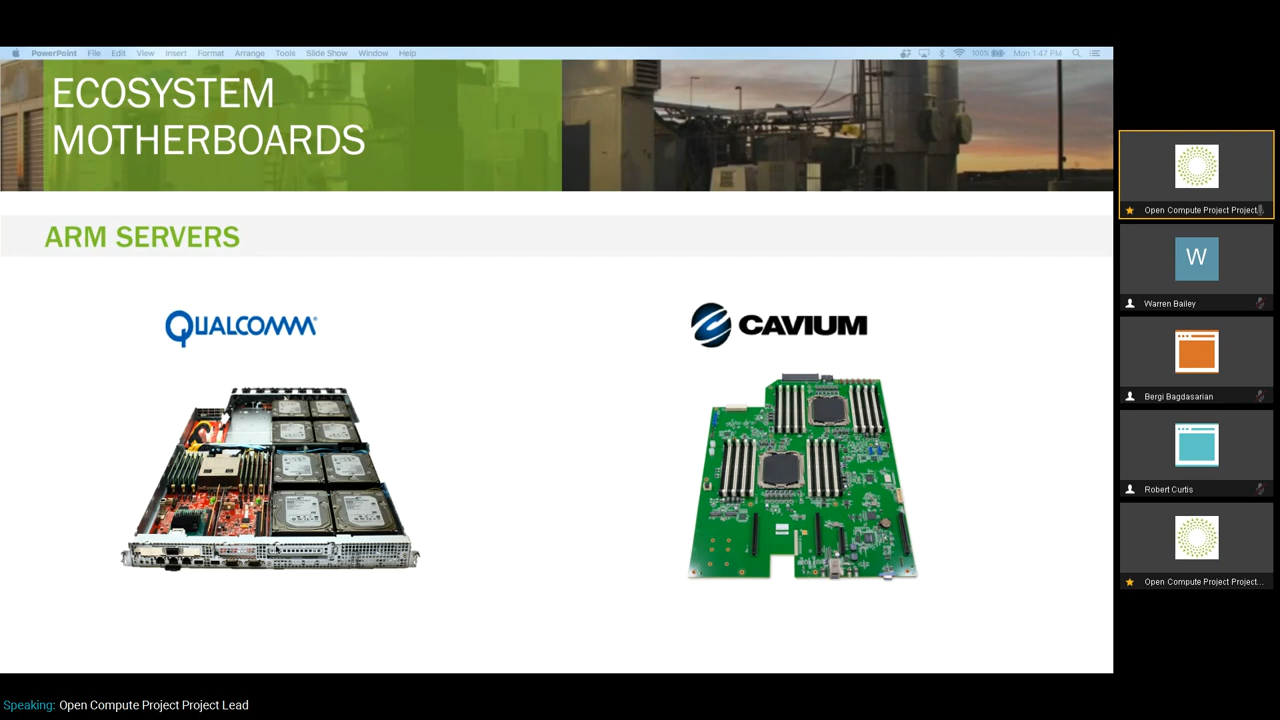 PowerPoint File Edit View Insert Format Arrange Tools Slide Show Window Help 100% Mon 1:47 PM
ECOSYSTEM
MOTHERBOARDS
ARM SERVERS
QUALCOMM®
CAVIUM
Open Compute Project Project
W
Warren Bailey
Bergi Bagdasarian
Robert Curtis
Open Compute Project Project...
Speaking: Open Compute Project Project Lead